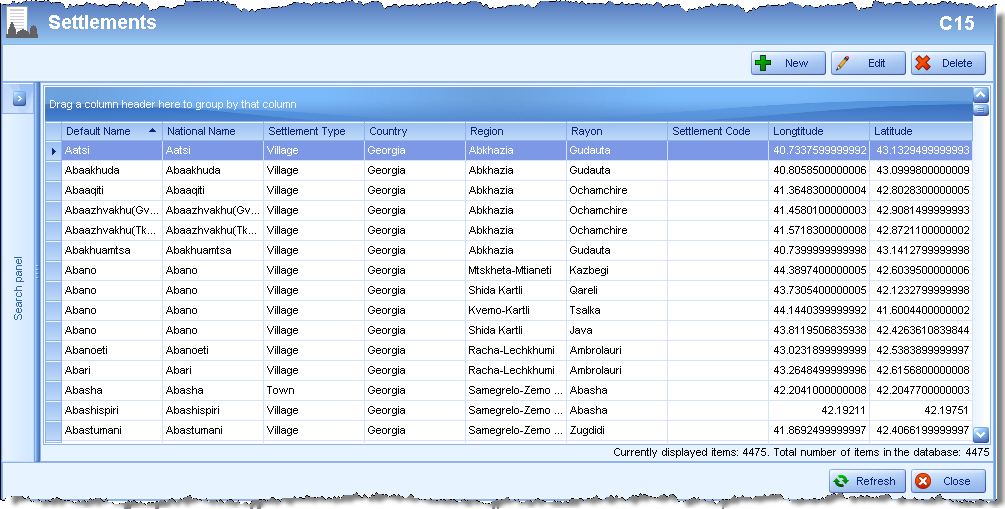 Settlements C15
New Edit Delete
Drag a column header here to group by that column
Default Name National Name Settlement Type Country Region Rayon Settlement Code Longtitude Latitude
Aatsi Aatsi Village Georgia Abkhazia Gudauta 40.7337599999992 43.1329499999993
Abaakhuda Abaakhuda Village Georgia Abkhazia Gudauta 40.8058500000006 43.0999800000009
Abaaqiti Abaaqiti Village Georgia Abkhazia Ochamchire 41.3648300000004 42.8028300000005
Abaazhvakhu(Gv... Abaazhvakhu(Gv... Village Georgia Abkhazia Ochamchire 41.4580100000003 42.9081499999993
Abaazhvakhu(Tk... Abaazhvakhu(Tk... Village Georgia Abkhazia Ochamchire 41.5718300000008 42.8721100000002
Abakhuamtsa Abakhuamtsa Village Georgia Abkhazia Gudauta 40.7399999999998 43.1412799999998
Abano Abano Village Georgia Mtskheta-Mtianeti Kazbegi 44.3897400000005 42.6039500000006
Abano Abano Village Georgia Shida Kartli Qareli 43.7305400000005 42.1232799999998
Abano Abano Village Georgia Kvemo-Kartli Tsalka 44.1440399999992 41.6004400000002
Abano Abano Village Georgia Shida Kartli Java 43.8119506835938 42.4263610839844
Abanoeti Abanoeti Village Georgia Racha-Lechkhumi Ambrolauri 43.0231899999999 42.5383899999997
Abari Abari Village Georgia Racha-Lechkhumi Ambrolauri 43.2648499999996 42.6156800000008
Abasha Abasha Town Georgia Samegrelo-Zemo ... Abasha 42.2041000000008 42.2047700000003
Abashispiri Abashispiri Village Georgia Samegrelo-Zemo ... Abasha 42.19211 42.19751
Abastumani Abastumani Village Georgia Samegrelo-Zemo ... Zugdidi 41.8692499999997 42.4066199999997
Search panel
Currently displayed items: 4475. Total number of items in the database: 4475
Refresh Close